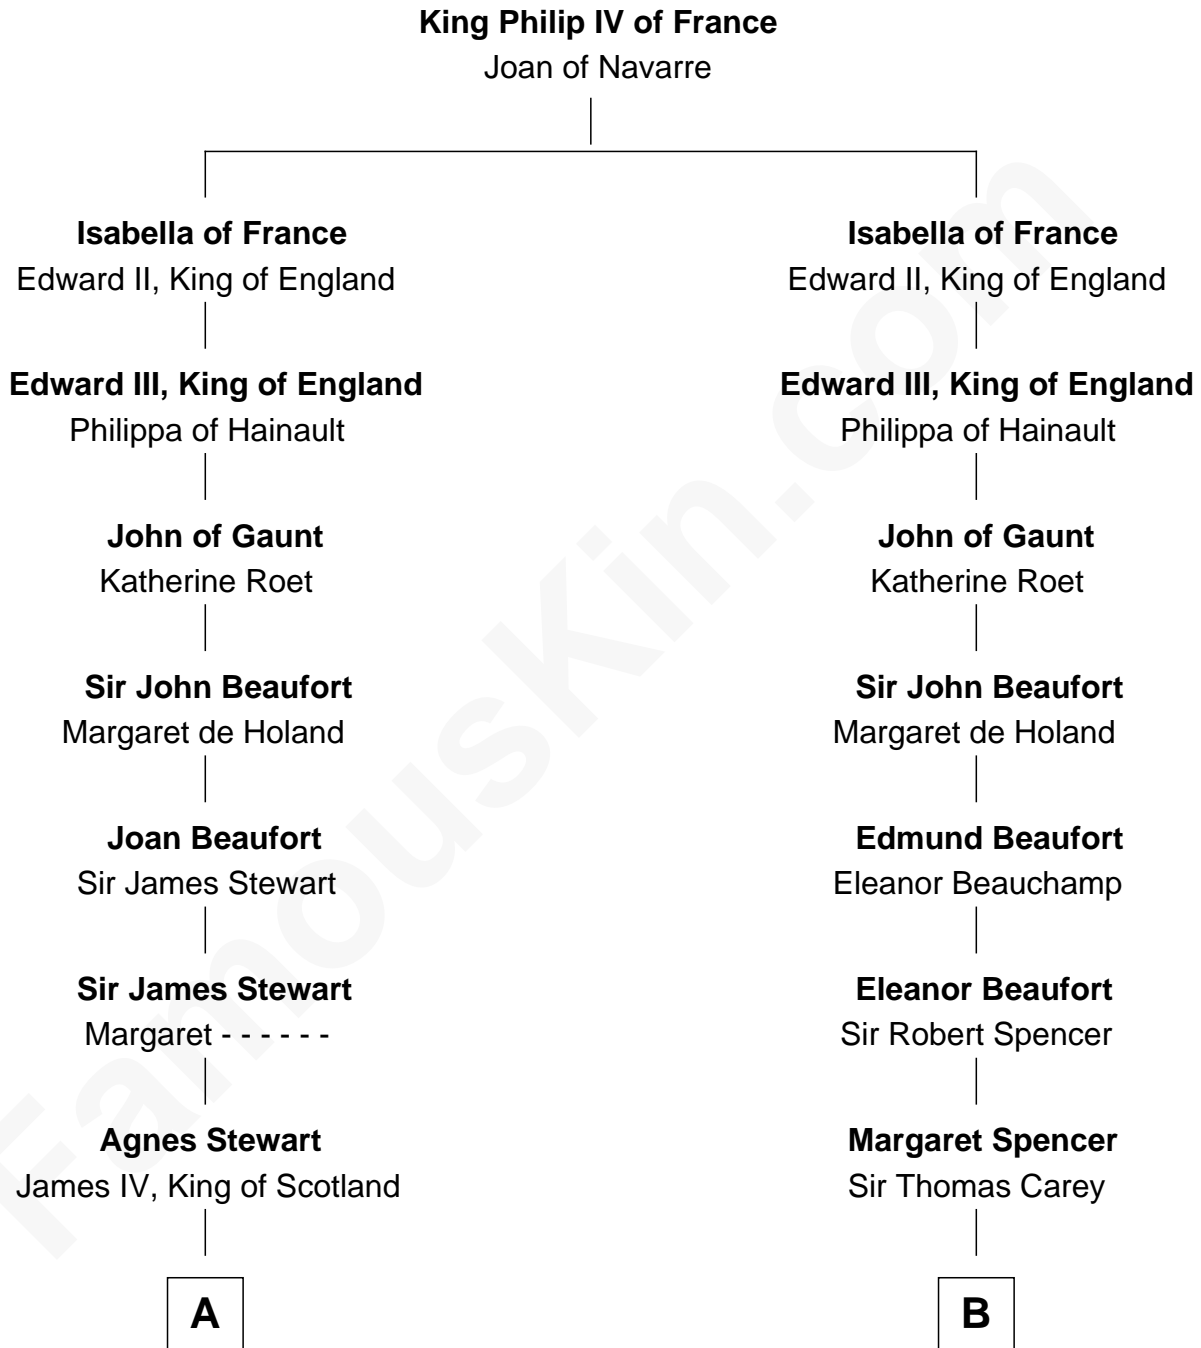 King Philip IV of France
Joan of Navarre
Isabella of France
Edward II, King of England
Edward III, King of England
Philippa of Hainault
John of Gaunt
Katherine Roet
Sir John Beaufort
Margaret de Holand
Joan Beaufort
Sir James Stewart
Sir James Stewart
Margaret - - - - - -
Agnes Stewart
James IV, King of Scotland
A
Isabella of France
Edward II, King of England
Edward III, King of England
Philippa of Hainault
John of Gaunt
Katherine Roet
Sir John Beaufort
Margaret de Holand
Edmund Beaufort
Eleanor Beauchamp
Eleanor Beaufort
Sir Robert Spencer
Margaret Spencer
Sir Thomas Carey
B
FamousKin.com